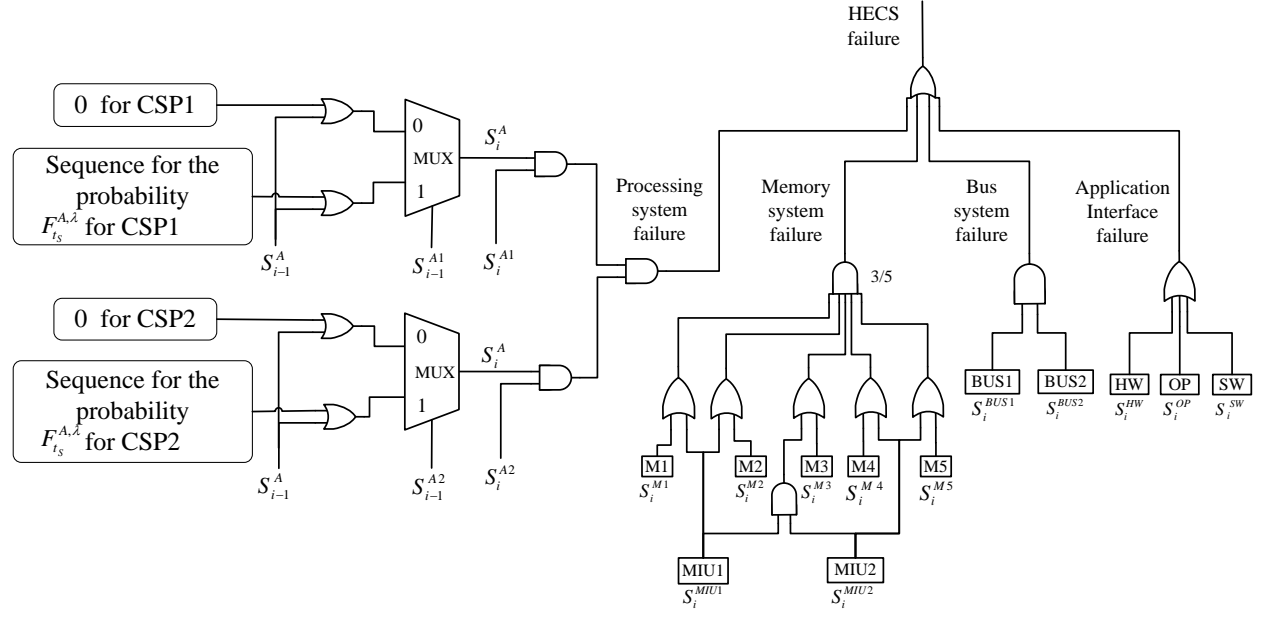 HECS
failure
0 for CSP1
Sequence for the
probability
F_{t_S}^{A,λ} for CSP1
S_{i-1}^{A}
0
MUX
1
S_{i-1}^{A1}
S_i^{A}
S_i^{A1}
0 for CSP2
Sequence for the
probability
F_{t_S}^{A,λ} for CSP2
S_{i-1}^{A}
0
MUX
1
S_{i-1}^{A2}
S_i^{A}
S_i^{A2}
Processing
system
failure
Memory
system
failure
Bus
system
failure
Application
Interface
failure
3/5
BUS1
S_i^{BUS1}
BUS2
S_i^{BUS2}
HW
S_i^{HW}
OP
S_i^{OP}
SW
S_i^{SW}
M1
S_i^{M1}
M2
S_i^{M2}
M3
S_i^{M3}
M4
S_i^{M4}
M5
S_i^{M5}
MIU1
S_i^{MIU1}
MIU2
S_i^{MIU2}